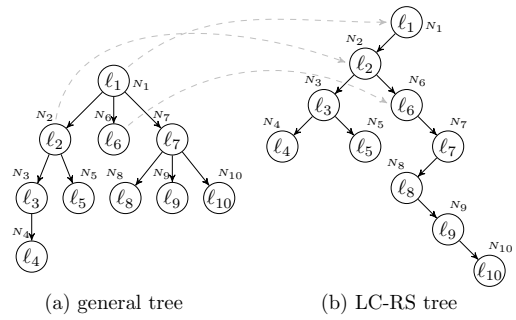 ℓ1 N1
N2 N6 N7
ℓ2 ℓ6 ℓ7
N3 N5 N8 N9 N10
ℓ3 ℓ5 ℓ8 ℓ9 ℓ10
N4
ℓ4
(a) general tree
ℓ1 N1
N2
ℓ2
N3 N6
ℓ3 ℓ6
N4 N5 N7
ℓ4 ℓ5 ℓ7
N8
ℓ8
N9
ℓ9
N10
ℓ10
(b) LC-RS tree